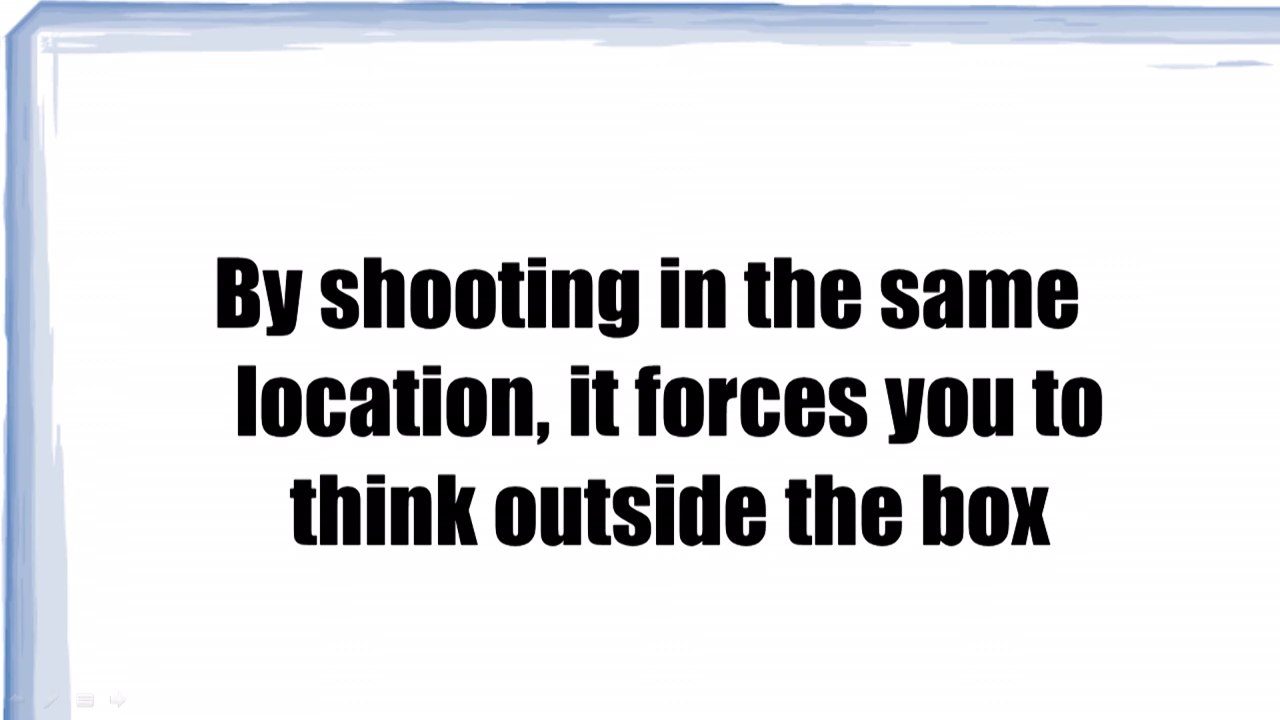 By shooting in the same
location, it forces you to
think outside the box